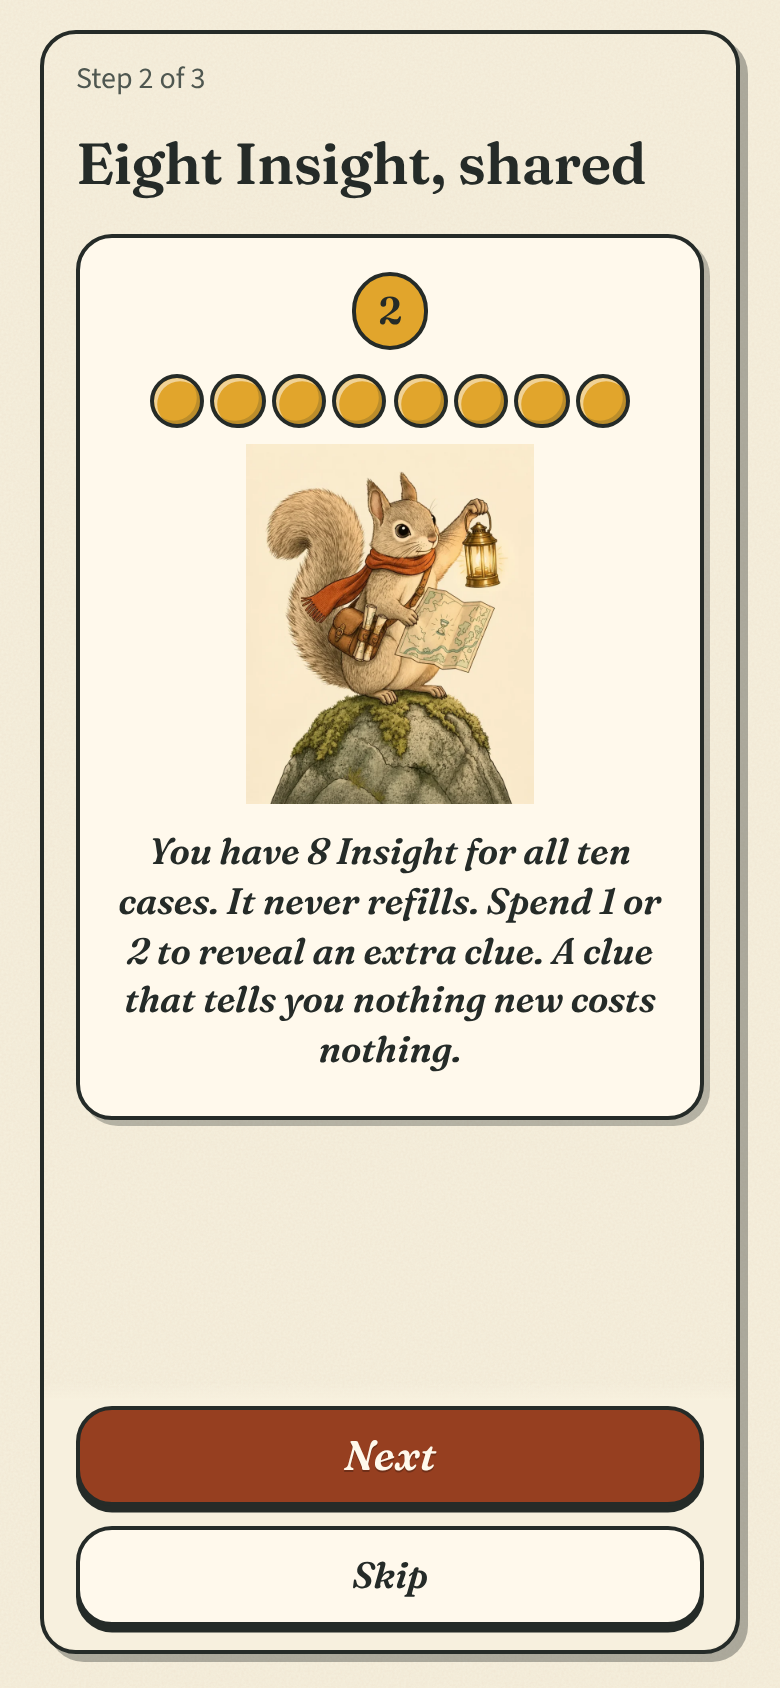 Step 2 of 3
Eight Insight, shared
2
You have 8 Insight for all ten
cases. It never refills. Spend 1 or
2 to reveal an extra clue. A clue
that tells you nothing new costs
nothing.
Next
Skip